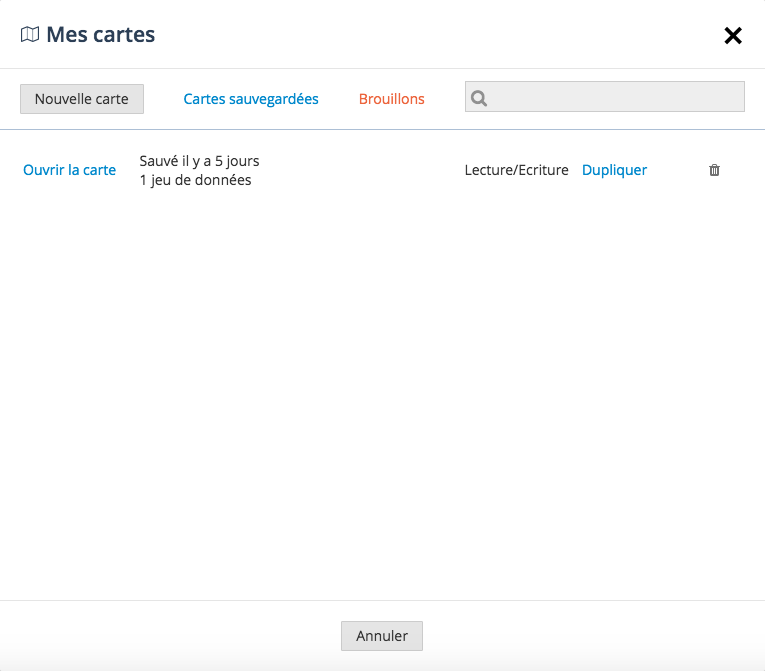 Mes cartes
Nouvelle carte
Cartes sauvegardées
Brouillons
Ouvrir la carte
Sauvé il y a 5 jours
1 jeu de données
Lecture/Ecriture
Dupliquer
Annuler